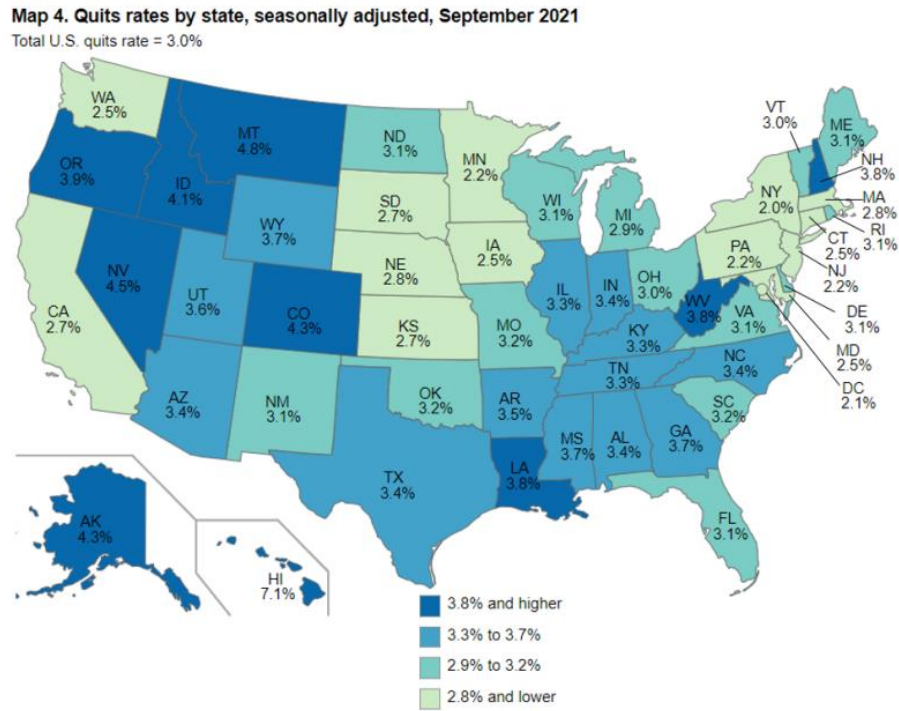 Map 4. Quits rates by state, seasonally adjusted, September 2021
Total U.S. quits rate = 3.0%
WA
2.5%
OR
3.9%
CA
2.7%
NV
4.5%
ID
4.1%
MT
4.8%
WY
3.7%
UT
3.6%
CO
4.3%
AZ
3.4%
NM
3.1%
ND
3.1%
SD
2.7%
NE
2.8%
KS
2.7%
OK
3.2%
TX
3.4%
MN
2.2%
IA
2.5%
MO
3.2%
AR
3.5%
LA
3.8%
WI
3.1%
IL
3.3%
MI
2.9%
IN
3.4%
OH
3.0%
KY
3.3%
TN
3.3%
MS
3.7%
AL
3.4%
GA
3.7%
FL
3.1%
SC
3.2%
NC
3.4%
VA
3.1%
WV
3.8%
PA
2.2%
NY
2.0%
VT
3.0%
ME
3.1%
NH
3.8%
MA
2.8%
RI
3.1%
CT
2.5%
NJ
2.2%
DE
3.1%
MD
2.5%
DC
2.1%
AK
4.3%
HI
7.1%
3.8% and higher
3.3% to 3.7%
2.9% to 3.2%
2.8% and lower